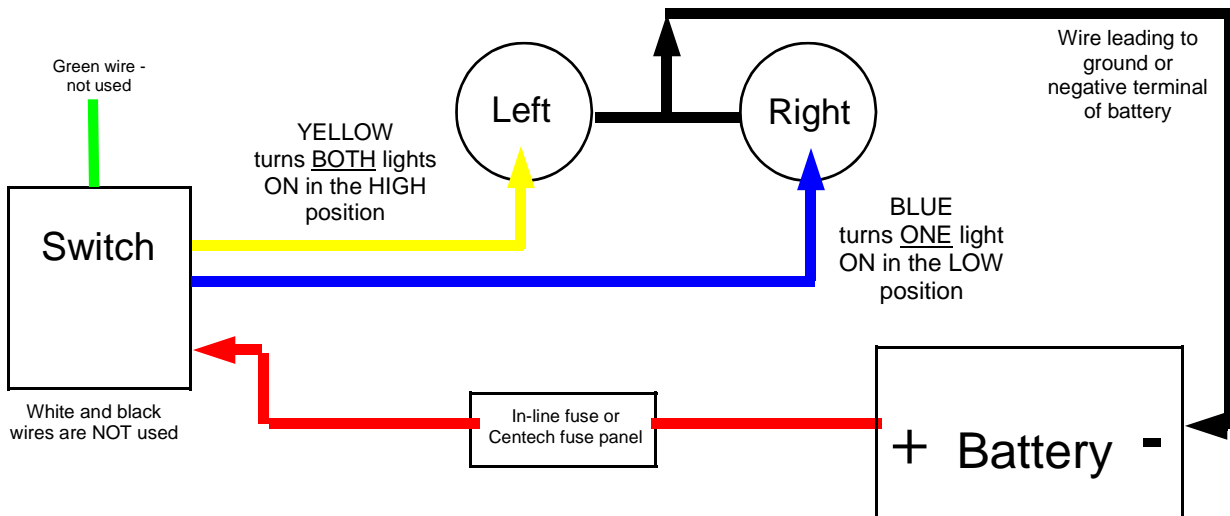 Green wire -
not used
YELLOW
turns BOTH lights
ON in the HIGH
position
Left
Right
Wire leading to
ground or
negative terminal
of battery
Switch
BLUE
turns ONE light
ON in the LOW
position
White and black
wires are NOT used
In-line fuse or
Centech fuse panel
+ Battery -